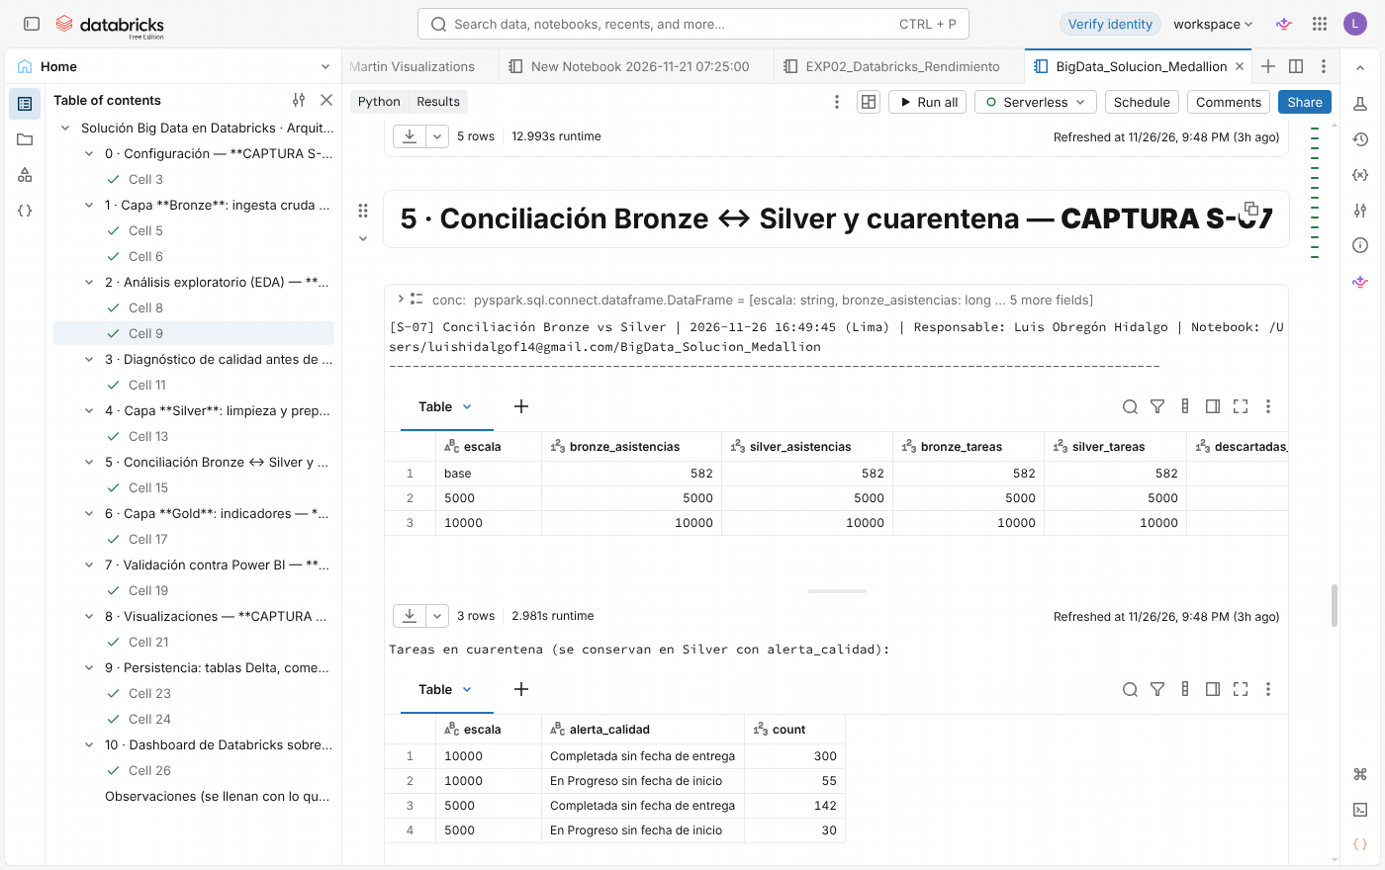 databricks
Free Edition
Search data, notebooks, recents, and more...
CTRL + P
Verify identity
workspace
L
Home
Martin Visualizations
New Notebook 2026-11-21 07:25:00
EXP02_Databricks_Rendimiento
BigData_Solucion_Medallion
Table of contents
Python
Results
Run all
Serverless
Schedule
Comments
Share
Solución Big Data en Databricks · Arquit...
0 · Configuración — **CAPTURA S-...
Cell 3
1 · Capa **Bronze**: ingesta cruda ...
Cell 5
Cell 6
2 · Análisis exploratorio (EDA) — **...
Cell 8
Cell 9
3 · Diagnóstico de calidad antes de ...
Cell 11
4 · Capa **Silver**: limpieza y prep...
Cell 13
5 · Conciliación Bronze ↔ Silver y ...
Cell 15
6 · Capa **Gold**: indicadores — *...
Cell 17
7 · Validación contra Power BI — **...
Cell 19
8 · Visualizaciones — **CAPTURA ...
Cell 21
9 · Persistencia: tablas Delta, come...
Cell 23
Cell 24
10 · Dashboard de Databricks sobre...
Cell 26
Observaciones (se llenan con lo qu...
5 rows
12.993s runtime
Refreshed at 11/26/26, 9:48 PM (3h ago)
5 · Conciliación Bronze ↔ Silver y cuarentena — CAPTURA S-07
conc: pyspark.sql.connect.dataframe.DataFrame = [escala: string, bronze_asistencias: long ... 5 more fields]
[S-07] Conciliación Bronze vs Silver | 2026-11-26 16:49:45 (Lima) | Responsable: Luis Obregón Hidalgo | Notebook: /U
sers/luishidalgof14@gmail.com/BigData_Solucion_Medallion
----------------------------------------------------------------------------------------------------
Table
escala bronze_asistencias silver_asistencias bronze_tareas silver_tareas descartadas_
1 base 582 582 582 582
2 5000 5000 5000 5000 5000
3 10000 10000 10000 10000 10000
3 rows
2.981s runtime
Refreshed at 11/26/26, 9:48 PM (3h ago)
Tareas en cuarentena (se conservan en Silver con alerta_calidad):
Table
escala alerta_calidad count
1 10000 Completada sin fecha de entrega 300
2 10000 En Progreso sin fecha de inicio 55
3 5000 Completada sin fecha de entrega 142
4 5000 En Progreso sin fecha de inicio 30